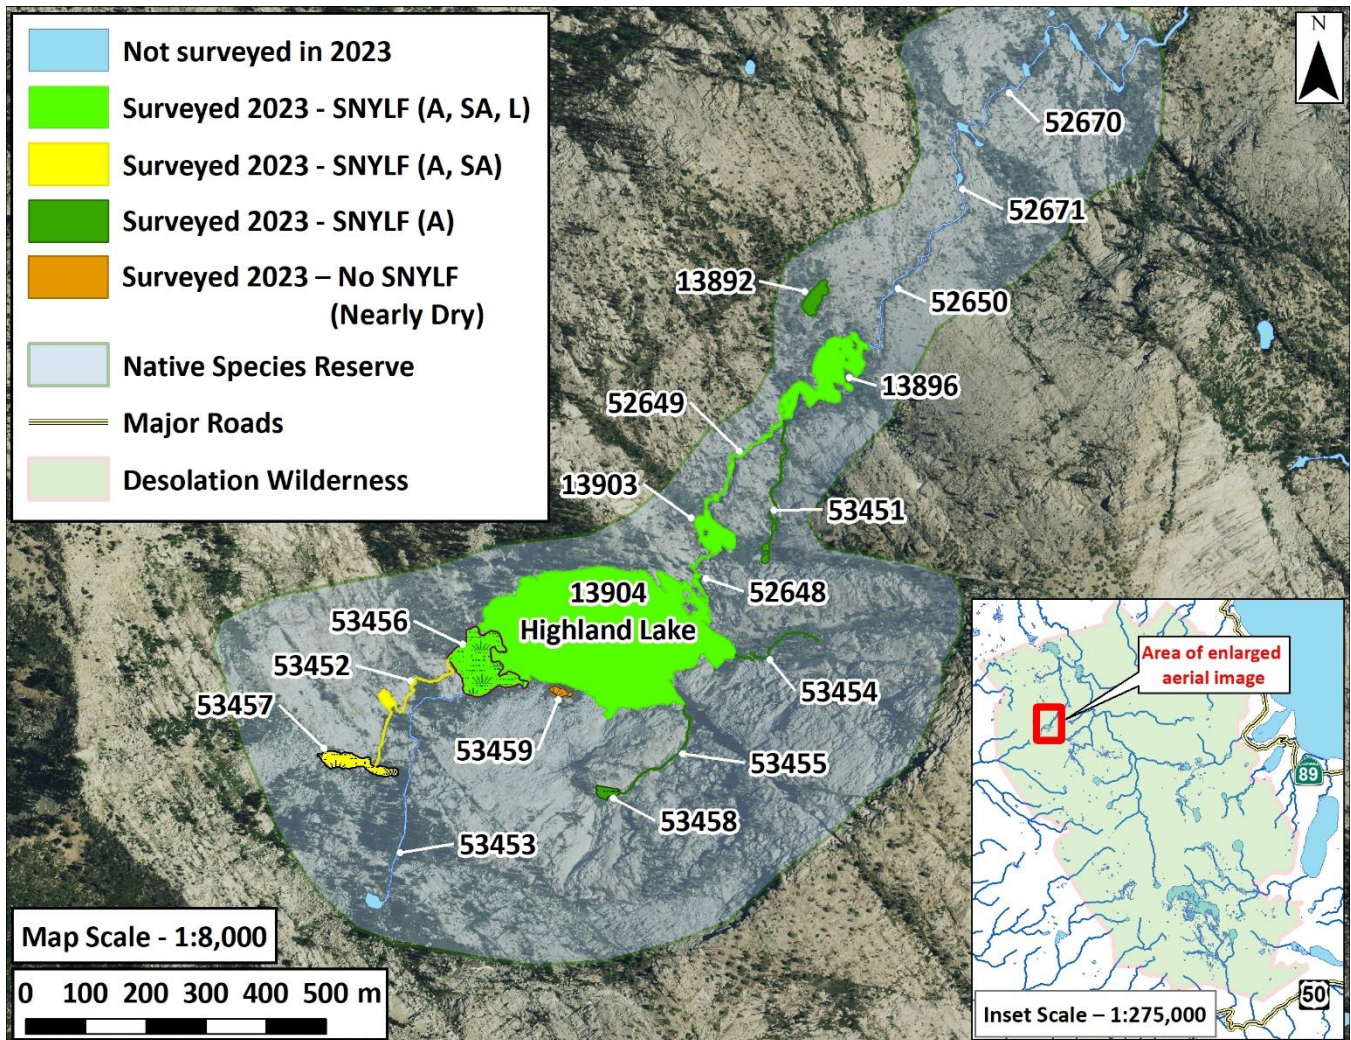 Not surveyed in 2023
Surveyed 2023 - SNYLF (A, SA, L)
Surveyed 2023 - SNYLF (A, SA)
Surveyed 2023 - SNYLF (A)
Surveyed 2023 – No SNYLF
(Nearly Dry)
Native Species Reserve
Major Roads
Desolation Wilderness
N
52670
52671
13892
52650
13896
52649
13903
53451
13904
Highland Lake
52648
53456
53452
53454
53457
53459
53455
53458
53453
Map Scale - 1:8,000
0 100 200 300 400 500 m
Area of enlarged
aerial image
89
50
Inset Scale – 1:275,000